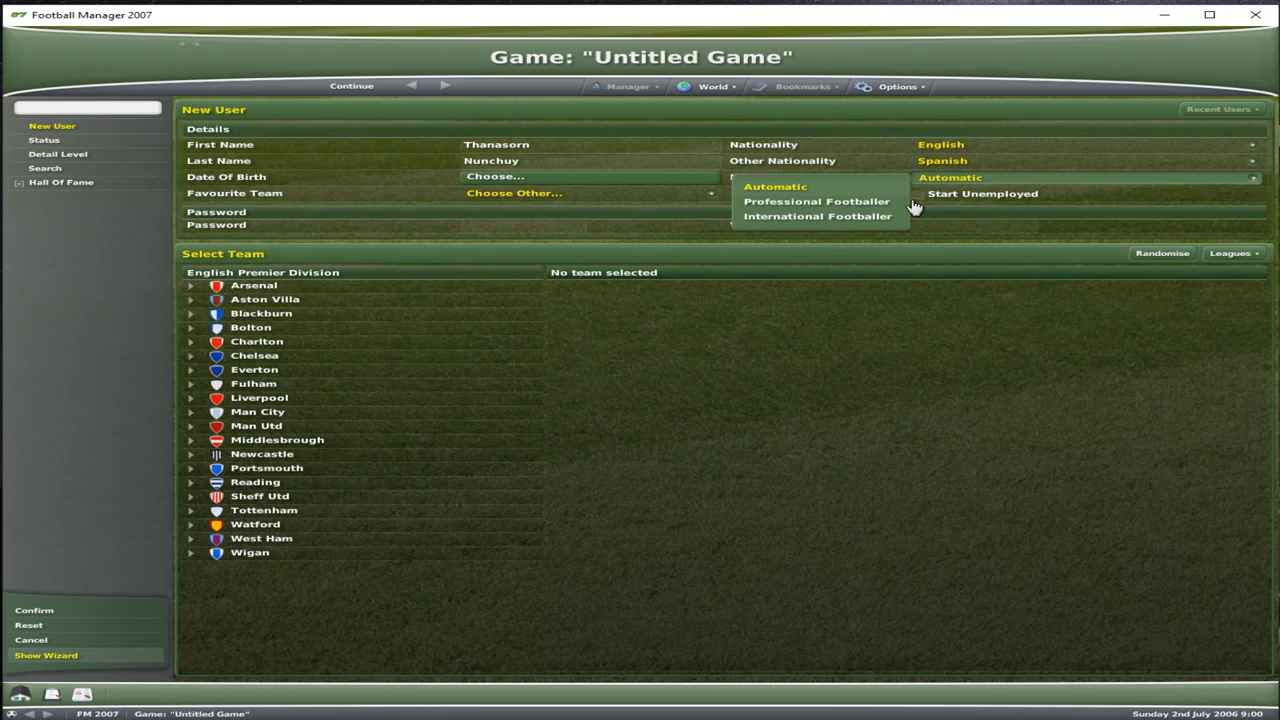 Football Manager 2007
Game: "Untitled Game"
Continue
Manager
World
Bookmarks
Options
New User
Status
Detail Level
Search
Hall Of Fame
New User
Recent Users
Details
First Name Thanasorn Nationality English
Last Name Nunchuy Other Nationality Spanish
Date Of Birth Choose... Automatic
Favourite Team Choose Other... Start Unemployed
Automatic
Professional Footballer
International Footballer
Password
Password
Select Team
Randomise
Leagues
English Premier Division
No team selected
Arsenal
Aston Villa
Blackburn
Bolton
Charlton
Chelsea
Everton
Fulham
Liverpool
Man City
Man Utd
Middlesbrough
Newcastle
Portsmouth
Reading
Sheff Utd
Tottenham
Watford
West Ham
Wigan
Confirm
Reset
Cancel
Show Wizard
FM 2007
Game: "Untitled Game"
Sunday 2nd July 2006 9:00